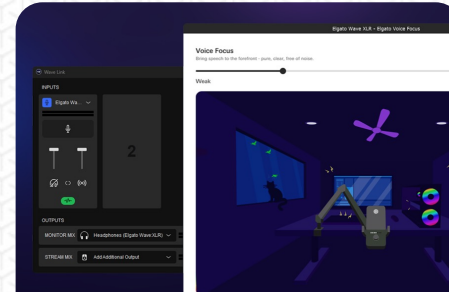 Wave Link
INPUTS
Elgato Wa...
2
OUTPUTS
MONITOR MIX
Headphones (Elgato Wave:XLR)
STREAM MIX
Add Additional Output
Elgato Wave XLR - Elgato Voice Focus
Voice Focus
Bring speech to the forefront - pure, clear, free of noise.
Weak